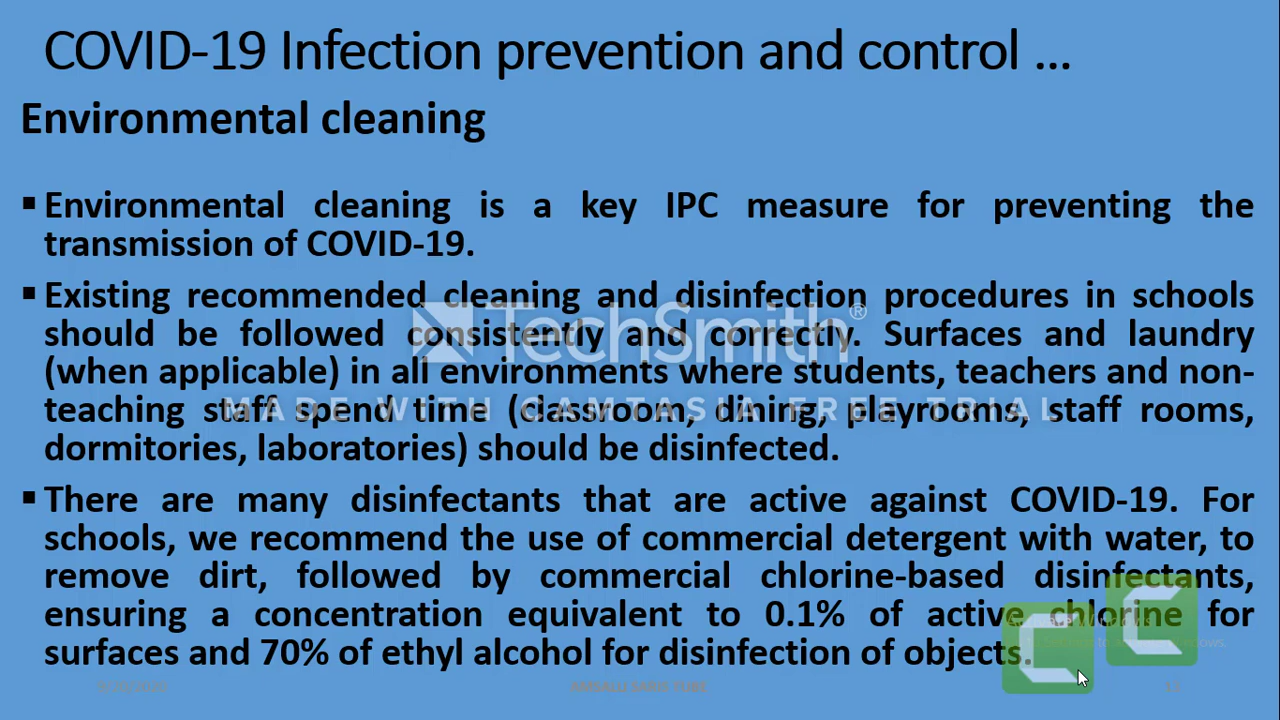 COVID-19 Infection prevention and control ...
Environmental cleaning
▪ Environmental cleaning is a key IPC measure for preventing the
transmission of COVID-19.
▪ Existing recommended cleaning and disinfection procedures in schools
should be followed consistently and correctly. Surfaces and laundry
(when applicable) in all environments where students, teachers and non-
teaching staff spend time (classroom, dining, playrooms, staff rooms,
dormitories, laboratories) should be disinfected.
TechSmith®
MADE WITH CAMTASIA FREE TRIAL
▪ There are many disinfectants that are active against COVID-19. For
schools, we recommend the use of commercial detergent with water, to
remove dirt, followed by commercial chlorine-based disinfectants,
ensuring a concentration equivalent to 0.1% of active chlorine for
surfaces and 70% of ethyl alcohol for disinfection of objects.